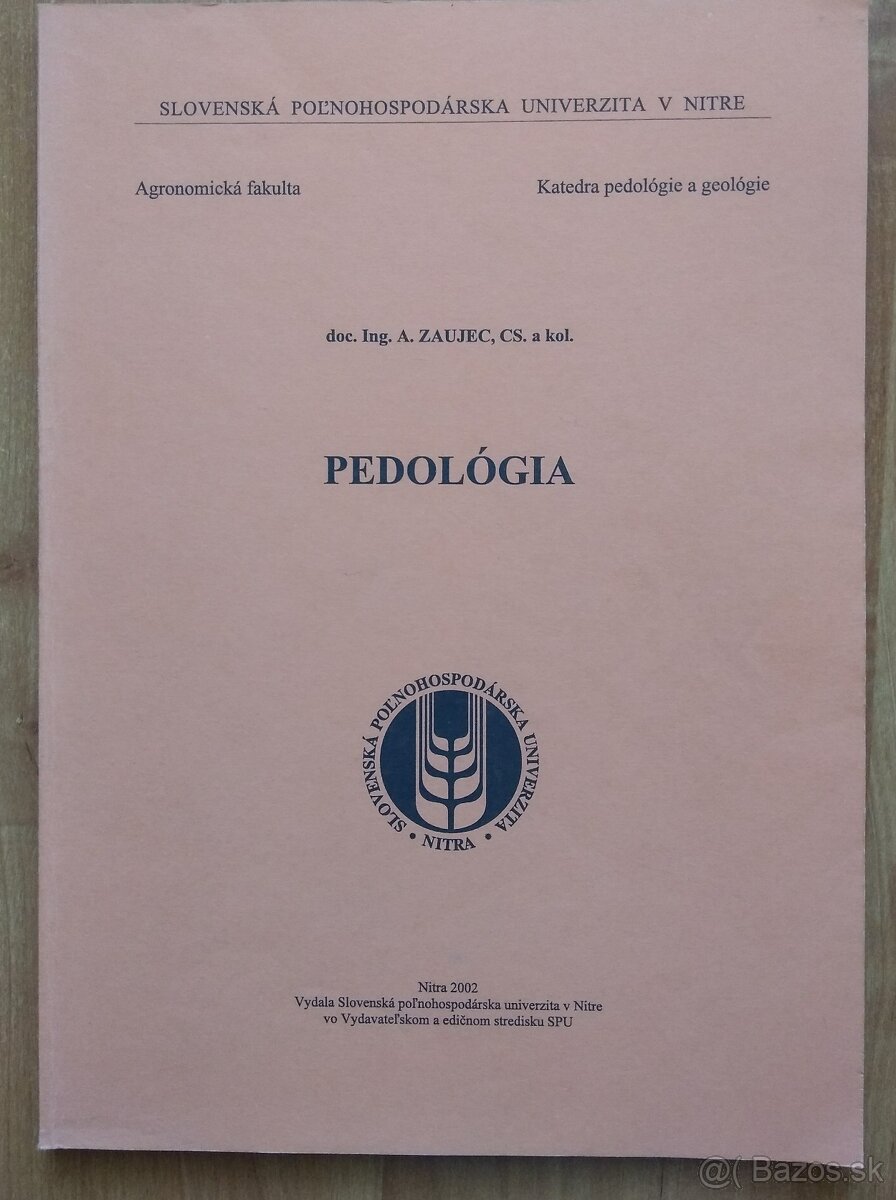 SLOVENSKÁ POĽNOHOSPODÁRSKA UNIVERZITA V NITRE
Agronomická fakulta
Katedra pedológie a geológie
doc. Ing. A. ZAUJEC, CS. a kol.
PEDOLÓGIA
SLOVENSKÁ POĽNOHOSPODÁRSKA UNIVERZITA
• NITRA •
Nitra 2002
Vydala Slovenská poľnohospodárska univerzita v Nitre
vo Vydavateľskom a edičnom stredisku SPU
@( Bazos.sk